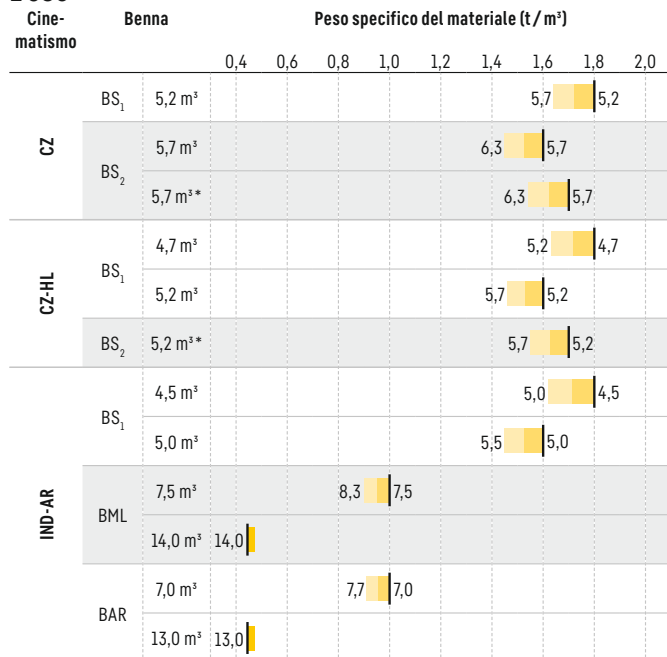 Cine-
matismo
Benna
Peso specifico del materiale (t / m³)
0,4 0,6 0,8 1,0 1,2 1,4 1,6 1,8 2,0
CZ
BS₁ 5,2 m³ 5,7 5,2
BS₂
5,7 m³ 6,3 5,7
5,7 m³ * 6,3 5,7
CZ-HL
BS₁
4,7 m³ 5,2 4,7
5,2 m³ 5,7 5,2
BS₂ 5,2 m³ * 5,7 5,2
IND-AR
BS₁
4,5 m³ 5,0 4,5
5,0 m³ 5,5 5,0
BML
7,5 m³ 8,3 7,5
14,0 m³ 14,0
BAR
7,0 m³ 7,7 7,0
13,0 m³ 13,0